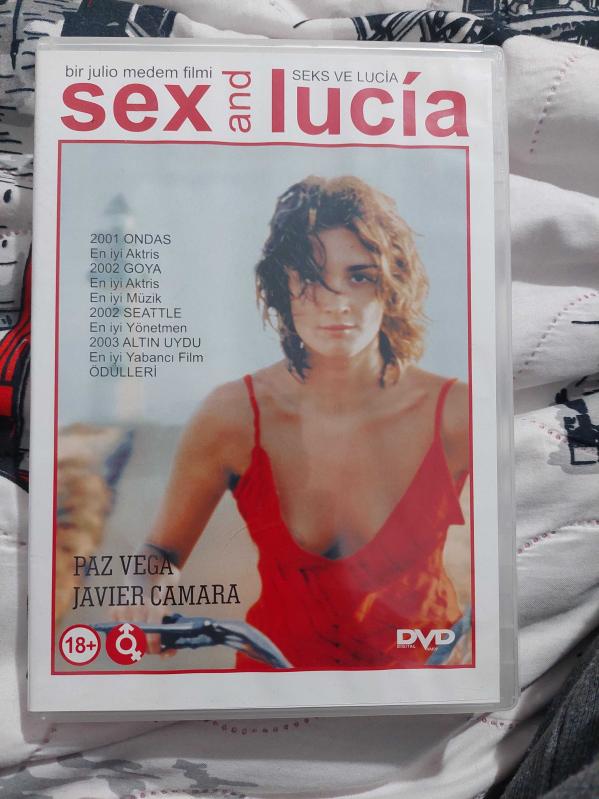 bir julio medem filmi
SEKS VE LUCİA
sex and lucía
2001 ONDAS
En iyi Aktris
2002 GOYA
En iyi Aktris
En iyi Müzik
2002 SEATTLE
En iyi Yönetmen
2003 ALTIN UYDU
En iyi Yabancı Film
ÖDÜLLERİ
PAZ VEGA
JAVIER CAMARA
18+
DVD
DIGITAL